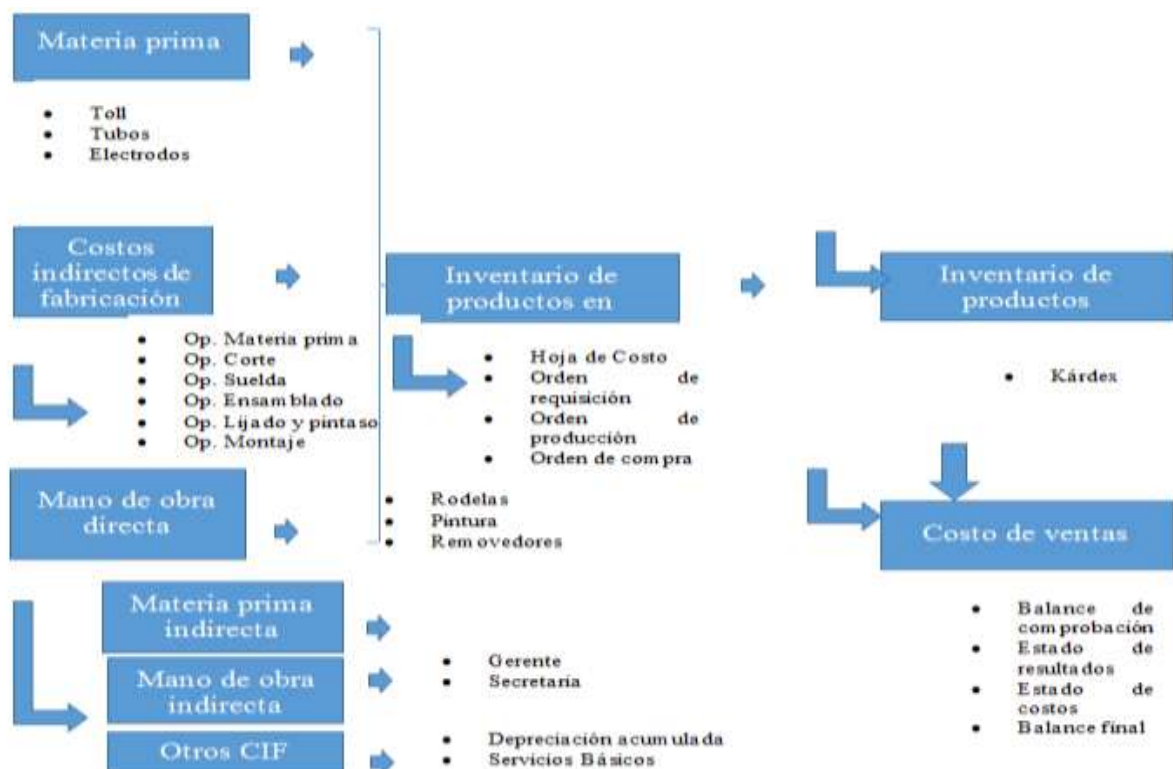 Materia prima
• Toll
• Tubos
• Electrodos
Costos
indirectos de
fabricación
• Op. Materia prima
• Op. Corte
• Op. Suelda
• Op. Ensamblado
• Op. Lijado y pintaso
• Op. Montaje
Inventario de
productos en
• Hoja de Costo
• Orden de
requisición
• Orden de
producción
• Orden de compra
Inventario de
productos
• Kárdex
Mano de obra
directa
• Rodelas
• Pintura
• Removedores
Costo de ventas
• Balance de
comprobación
• Estado de
resultados
• Estado de
costos
• Balance final
Materia prima
indirecta
Mano de obra
indirecta
• Gerente
• Secretaría
Otros CIF
• Depreciación acumulada
• Servicios Básicos